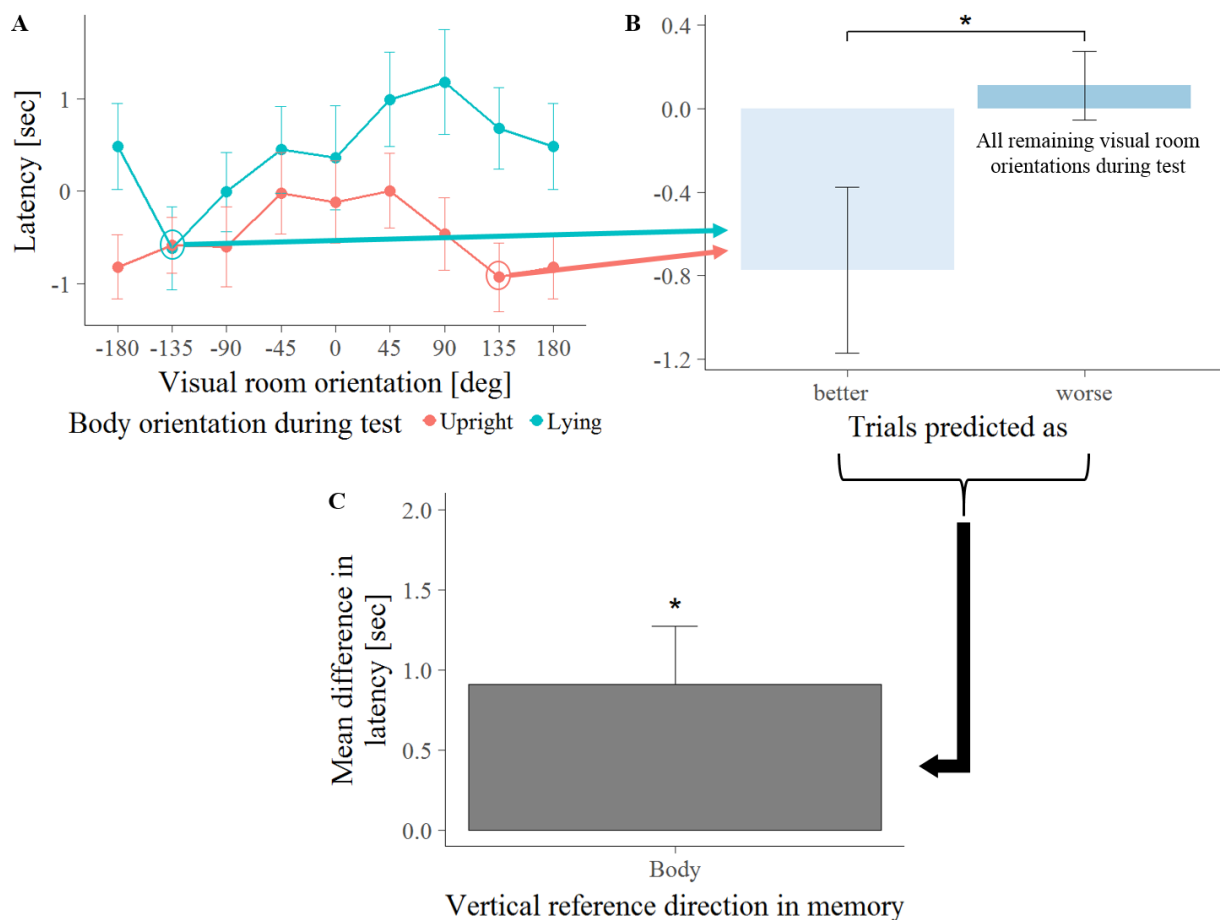 A
Latency [sec]
1
0
-1
-180 -135 -90 -45 0 45 90 135 180
Visual room orientation [deg]
Body orientation during test Upright Lying
B
0.4
0.0
-0.4
-0.8
-1.2
*
All remaining visual room
orientations during test
better worse
Trials predicted as
C
Mean difference in
latency [sec]
2.0
1.5
1.0
0.5
0.0
*
Body
Vertical reference direction in memory